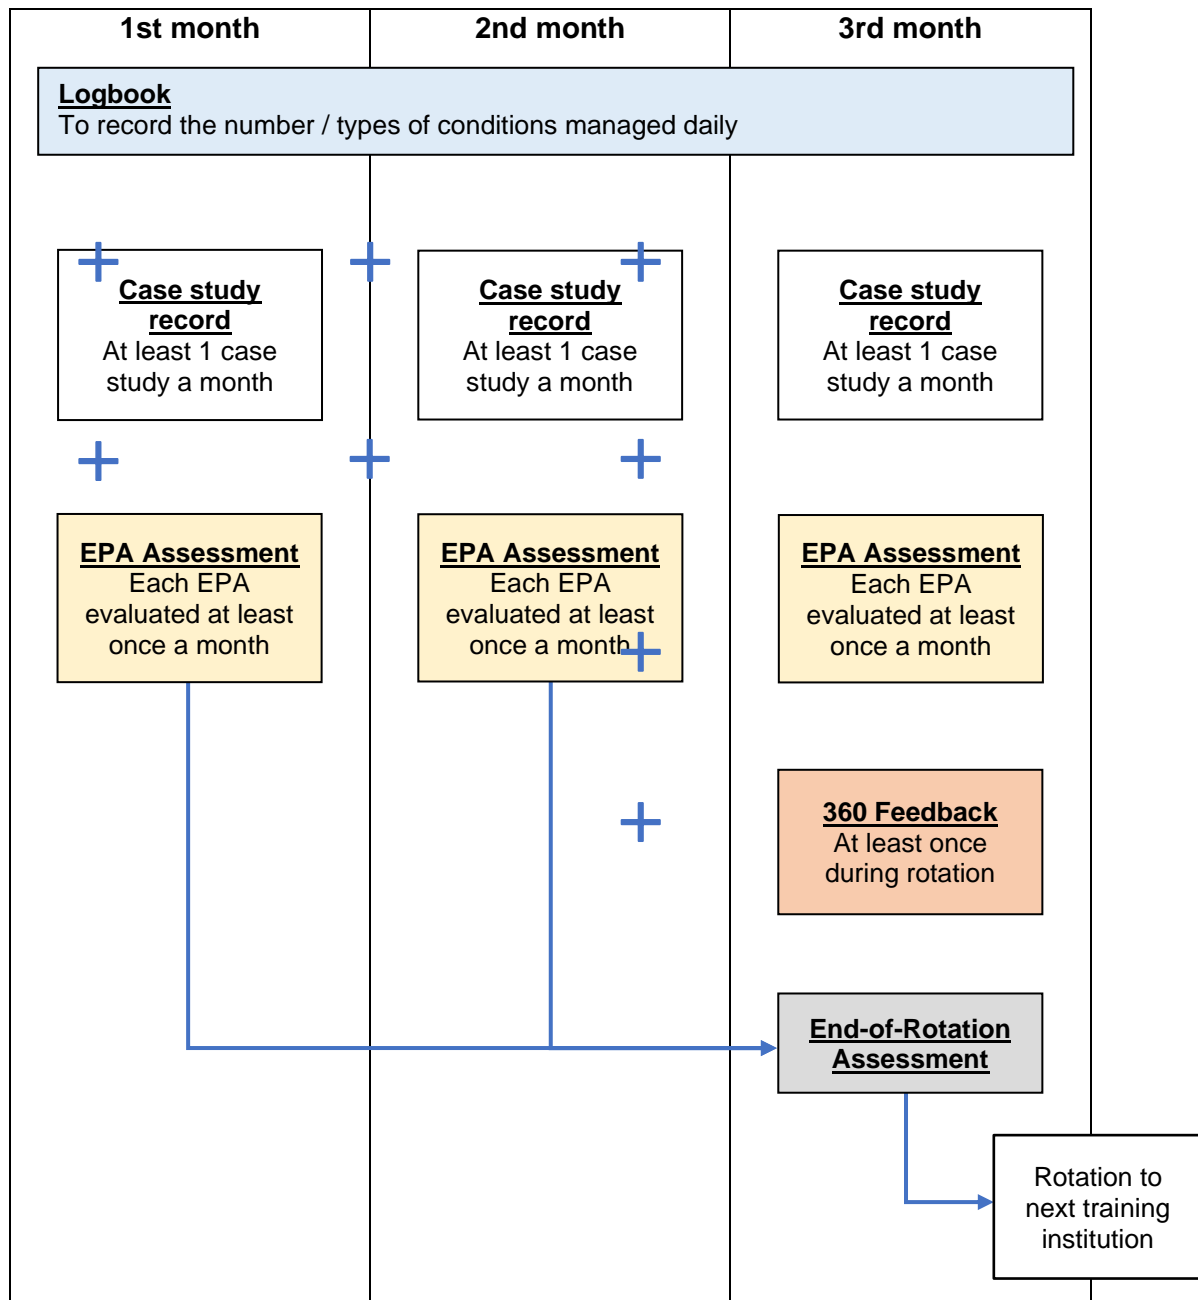 1st month
2nd month
3rd month
Logbook
To record the number / types of conditions managed daily
Case study
record
At least 1 case
study a month
Case study
record
At least 1 case
study a month
Case study
record
At least 1 case
study a month
EPA Assessment
Each EPA
evaluated at least
once a month
EPA Assessment
Each EPA
evaluated at least
once a month
EPA Assessment
Each EPA
evaluated at least
once a month
360 Feedback
At least once
during rotation
End-of-Rotation
Assessment
Rotation to
next training
institution